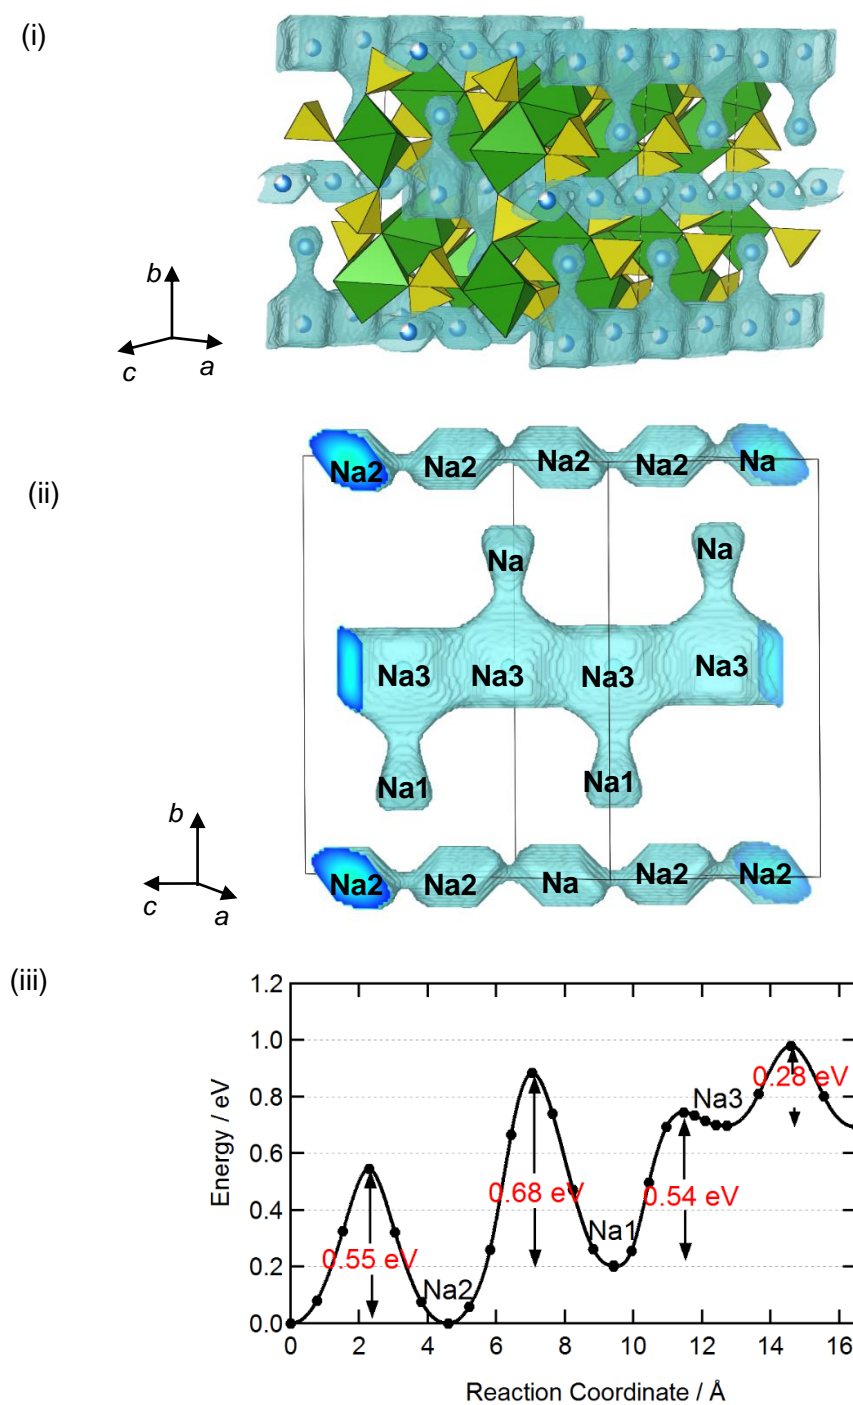 (i)
b
c
a
(ii)
Na2 Na2 Na2 Na2 Na
Na Na
Na3 Na3 Na3 Na3
Na1 Na1
Na2 Na2 Na Na2 Na2
b
c
a
(iii)
1.2
1.0
0.8
0.6
0.4
0.2
0.0
Energy / eV
0.28 eV
Na3
0.68 eV
0.54 eV
Na1
0.55 eV
Na2
0 2 4 6 8 10 12 14 16
Reaction Coordinate / Å